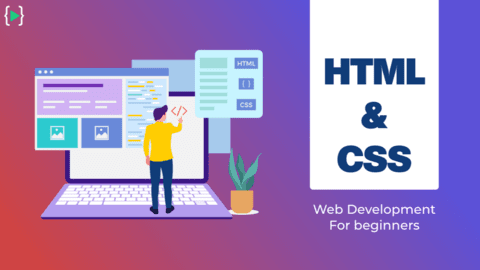 HTML
{ }
CSS
</>
HTML
&
CSS
Web Development
For beginners